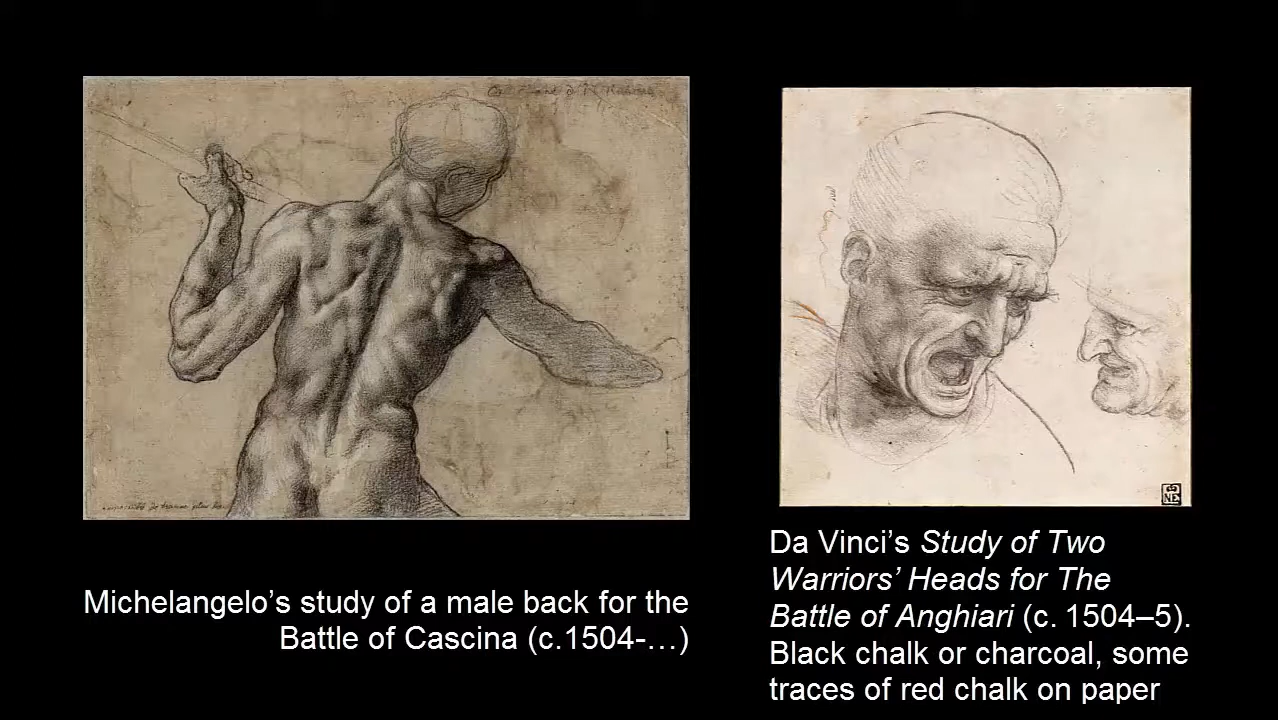 Michelangelo’s study of a male back for the
Battle of Cascina (c.1504-…)
Da Vinci’s Study of Two
Warriors’ Heads for The
Battle of Anghiari (c. 1504–5).
Black chalk or charcoal, some
traces of red chalk on paper
NE